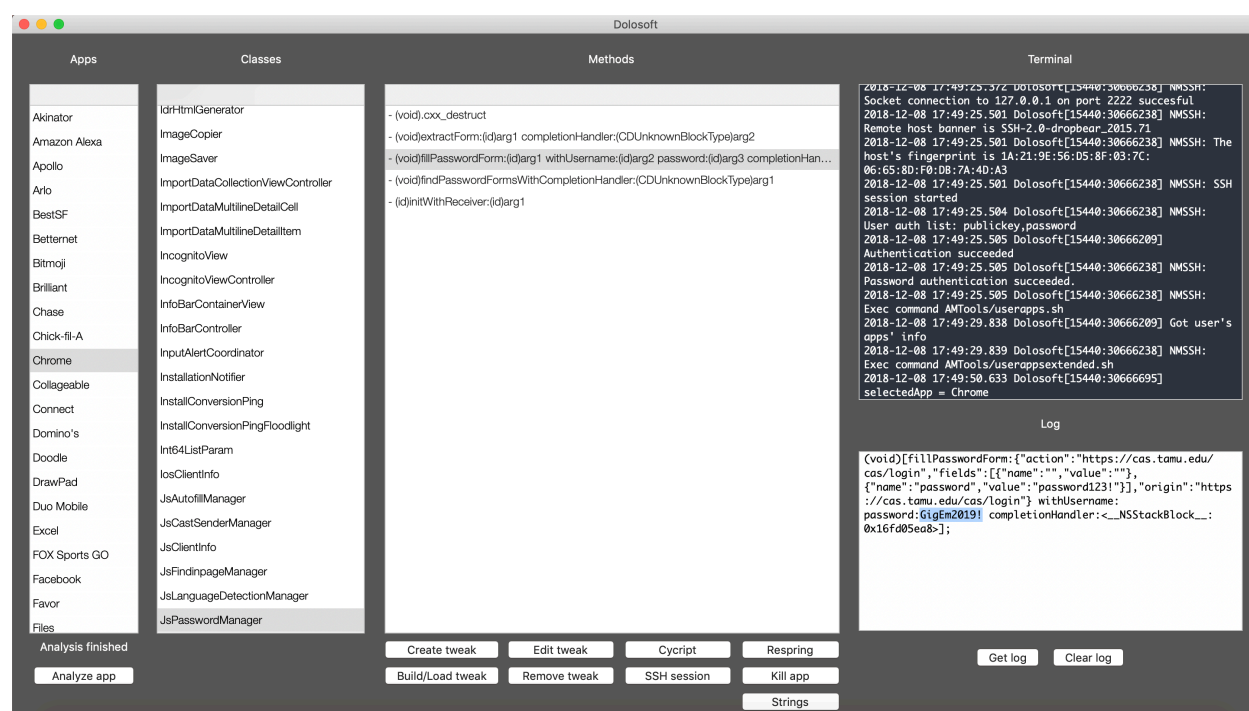 Dolosoft
Apps
Akinator
Amazon Alexa
Apollo
Arlo
BestSF
Betternet
Bitmoji
Brilliant
Chase
Chick-fil-A
Chrome
Collageable
Connect
Domino's
Doodle
DrawPad
Duo Mobile
Excel
FOX Sports GO
Facebook
Favor
Files
Analysis finished
Analyze app
Classes
IdrHtmlGenerator
ImageCopier
ImageSaver
ImportDataCollectionViewController
ImportDataMultilineDetailCell
ImportDataMultilineDetailItem
IncognitoView
IncognitoViewController
InfoBarContainerView
InfoBarController
InputAlertCoordinator
InstallationNotifier
InstallConversionPing
InstallConversionPingFloodlight
Int64ListParam
IosClientInfo
JsAutofillManager
JsCastSenderManager
JsClientInfo
JsFindinpageManager
JsLanguageDetectionManager
JsPasswordManager
Methods
- (void).cxx_destruct
- (void)extractForm:(id)arg1 completionHandler:(CDUnknownBlockType)arg2
- (void)fillPasswordForm:(id)arg1 withUsername:(id)arg2 password:(id)arg3 completionHan...
- (void)findPasswordFormsWithCompletionHandler:(CDUnknownBlockType)arg1
- (id)initWithReceiver:(id)arg1
Create tweak
Edit tweak
Cycript
Respring
Build/Load tweak
Remove tweak
SSH session
Kill app
Strings
Terminal
2018-12-08 17:49:25.372 Dolosoft[15440:30666238] NMSSH:
Socket connection to 127.0.0.1 on port 2222 succesful
2018-12-08 17:49:25.501 Dolosoft[15440:30666238] NMSSH:
Remote host banner is SSH-2.0-dropbear_2015.71
2018-12-08 17:49:25.501 Dolosoft[15440:30666238] NMSSH: The
host's fingerprint is 1A:21:9E:56:D5:8F:03:7C:
06:65:8D:F0:DB:7A:4D:A3
2018-12-08 17:49:25.501 Dolosoft[15440:30666238] NMSSH: SSH
session started
2018-12-08 17:49:25.504 Dolosoft[15440:30666238] NMSSH:
User auth list: publickey,password
2018-12-08 17:49:25.505 Dolosoft[15440:30666209]
Authentication succeeded
2018-12-08 17:49:25.505 Dolosoft[15440:30666238] NMSSH:
Password authentication succeeded.
2018-12-08 17:49:25.505 Dolosoft[15440:30666238] NMSSH:
Exec command AMTools/userapps.sh
2018-12-08 17:49:29.838 Dolosoft[15440:30666209] Got user's
apps' info
2018-12-08 17:49:29.839 Dolosoft[15440:30666238] NMSSH:
Exec command AMTools/userappsextended.sh
2018-12-08 17:49:50.633 Dolosoft[15440:30666695]
selectedApp = Chrome
Log
(void)[fillPasswordForm:{"action":"https://cas.tamu.edu/
cas/login","fields":[{"name":"","value":""},
{"name":"password","value":"password123!"}],"origin":"https
://cas.tamu.edu/cas/login"} withUsername:
password:GigEm2019! completionHandler:<__NSStackBlock__:
0x16fd05ea8>];
Get log
Clear log